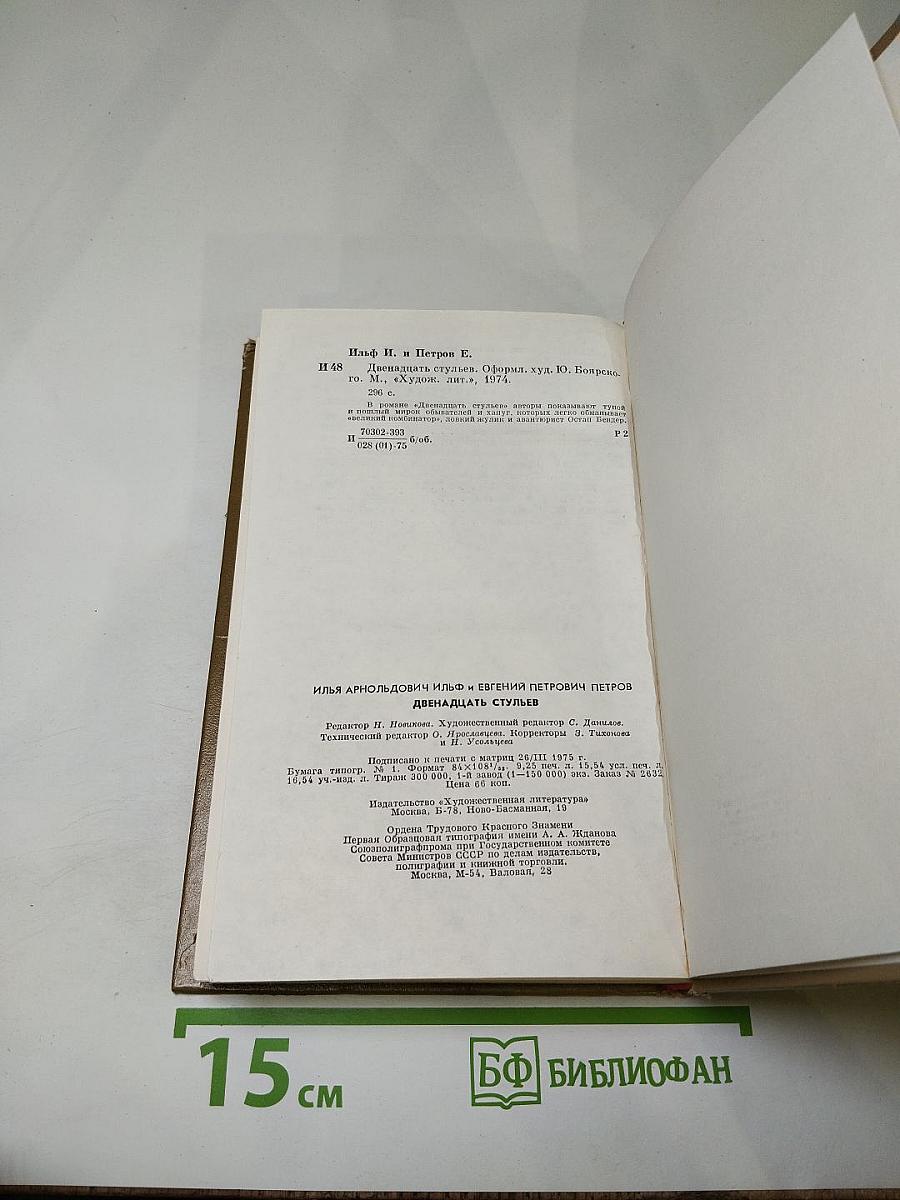 Ильф И. и Петров Е.
И 48 Двенадцать стульев. Оформл. худ. Ю. Боярско-
го. М., «Худож. лит.», 1974.
296 с.
В романе «Двенадцать стульев» авторы показывают тупой
и пошлый мирок обывателей и хапуг, которых легко обманывает
«великий комбинатор», ловкий жулик и авантюрист Остап Бендер.
И 70302-393 / 028 (01)-75 б/об. Р 2
ИЛЬЯ АРНОЛЬДОВИЧ ИЛЬФ и ЕВГЕНИЙ ПЕТРОВИЧ ПЕТРОВ
ДВЕНАДЦАТЬ СТУЛЬЕВ
Редактор Н. Новикова. Художественный редактор С. Данилов.
Технический редактор О. Ярославцева. Корректоры З. Тихонова
и Н. Усольцева
Подписано к печати с матриц 26/III 1975 г.
Бумага типогр. № 1. Формат 84×108¹/₃₂. 9,25 печ. л. 15,54 усл. печ. л.
16,54 уч.-изд. л. Тираж 300 000, 1-й завод (1—150 000) экз. Заказ № 2632
Цена 66 коп.
Издательство «Художественная литература»
Москва, Б-78, Ново-Басманная, 19
Ордена Трудового Красного Знамени
Первая Образцовая типография имени А. А. Жданова
Союзполиграфпрома при Государственном комитете
Совета Министров СССР по делам издательств,
полиграфии и книжной торговли.
Москва, М-54, Валовая, 28
15 см БФ БИБЛИОФАН